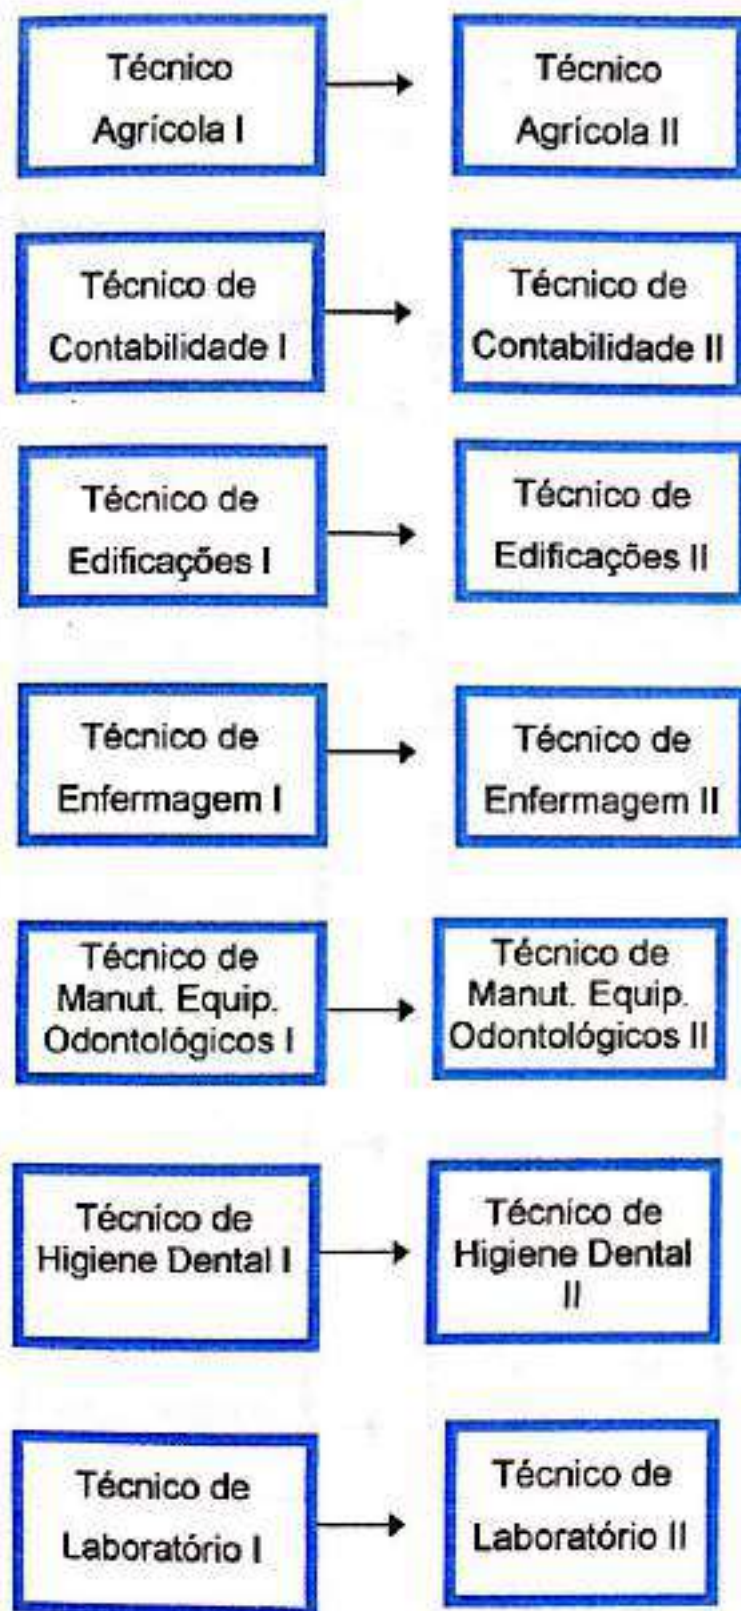 Técnico
Agrícola I
Técnico
Agrícola II
Técnico de
Contabilidade I
Técnico de
Contabilidade II
Técnico de
Edificações I
Técnico de
Edificações II
Técnico de
Enfermagem I
Técnico de
Enfermagem II
Técnico de
Manut. Equip.
Odontológicos I
Técnico de
Manut. Equip.
Odontológicos II
Técnico de
Higiene Dental I
Técnico de
Higiene Dental
II
Técnico de
Laboratório I
Técnico de
Laboratório II